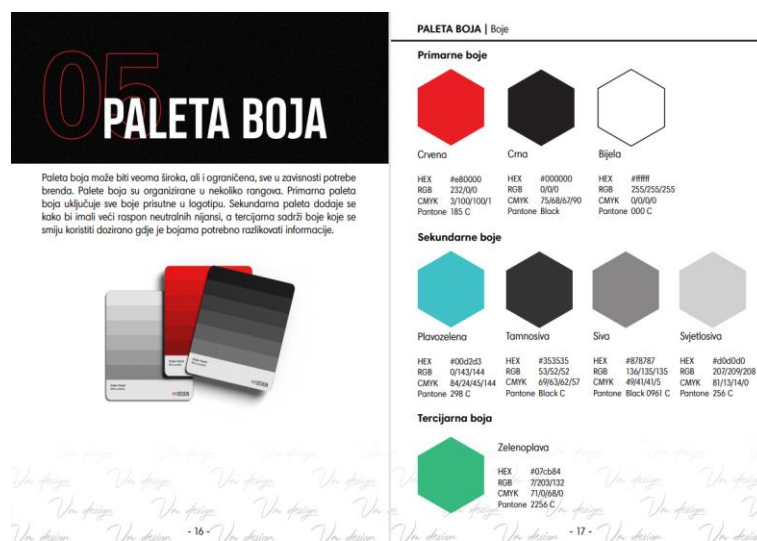 05
PALETA BOJA
Paleta boja može biti veoma široka, ali i ograničena, sve u zavisnosti potrebe
brenda. Palete boja su organizirane u nekoliko rangova. Primarna paleta
boja uključuje sve boje prisutne u logotipu. Sekundarna paleta dodaje se
kako bi imali veći raspon neutralnih nijansi, a tercijarna sadrži boje koje se
smiju koristiti dozirano gdje je bojama potrebno razlikovati informacije.
DESIGN
DESIGN
- 16 -
PALETA BOJA | Boje
Primarne boje
Crvena
HEX #e80000
RGB 232/0/0
CMYK 3/100/100/1
Pantone 185 C
Crna
HEX #000000
RGB 0/0/0
CMYK 75/68/67/90
Pantone Black
Bijela
HEX #ffffff
RGB 255/255/255
CMYK 0/0/0/0
Pantone 000 C
Sekundarne boje
Plavozelena
HEX #00d2d3
RGB 0/143/144
CMYK 84/24/45/144
Pantone 298 C
Tamnosiva
HEX #353535
RGB 53/52/52
CMYK 69/63/62/57
Pantone Black C
Siva
HEX #878787
RGB 136/135/135
CMYK 49/41/41/5
Pantone Black 0961 C
Svjetlosiva
HEX #d0d0d0
RGB 207/209/208
CMYK 81/13/14/0
Pantone 256 C
Tercijarna boja
Zelenoplava
HEX #07cb84
RGB 7/203/132
CMYK 71/0/68/0
Pantone 2256 C
Vn design
- 17 -